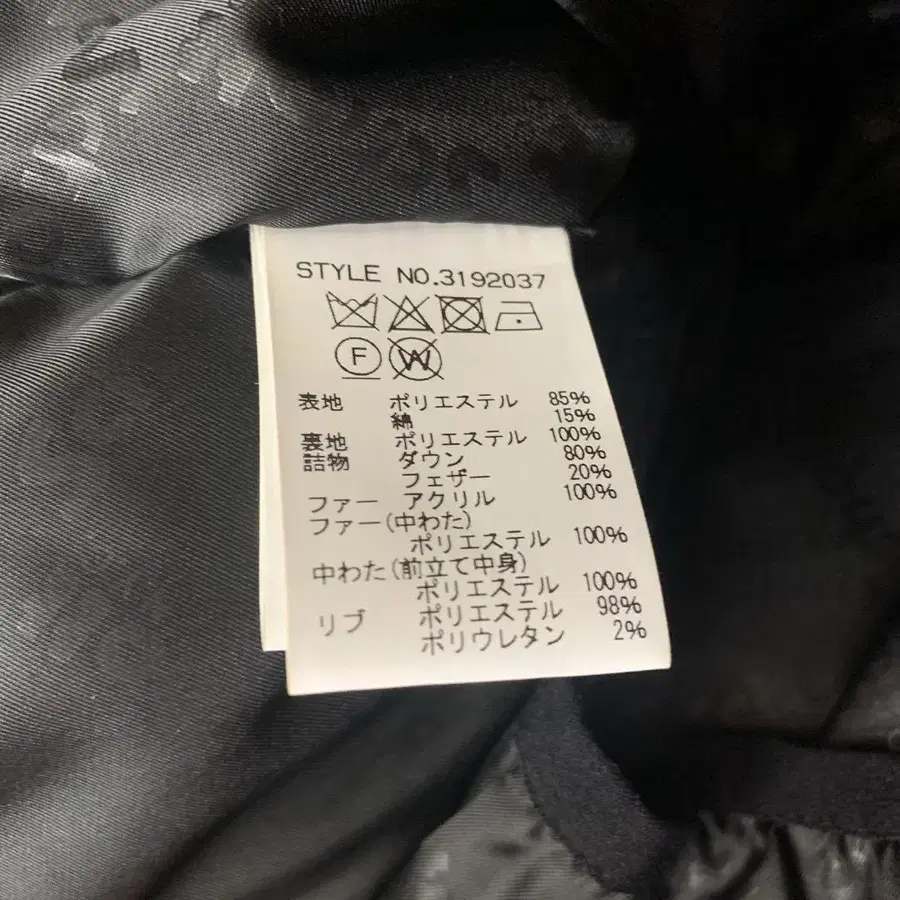 STYLE NO.3192037
F W
表地 ポリエステル 85%
綿 15%
裏地 ポリエステル 100%
詰物 ダウン 80%
フェザー 20%
ファー アクリル 100%
ファー(中わた)
ポリエステル 100%
中わた(前立て中身)
ポリエステル 100%
リブ ポリエステル 98%
ポリウレタン 2%